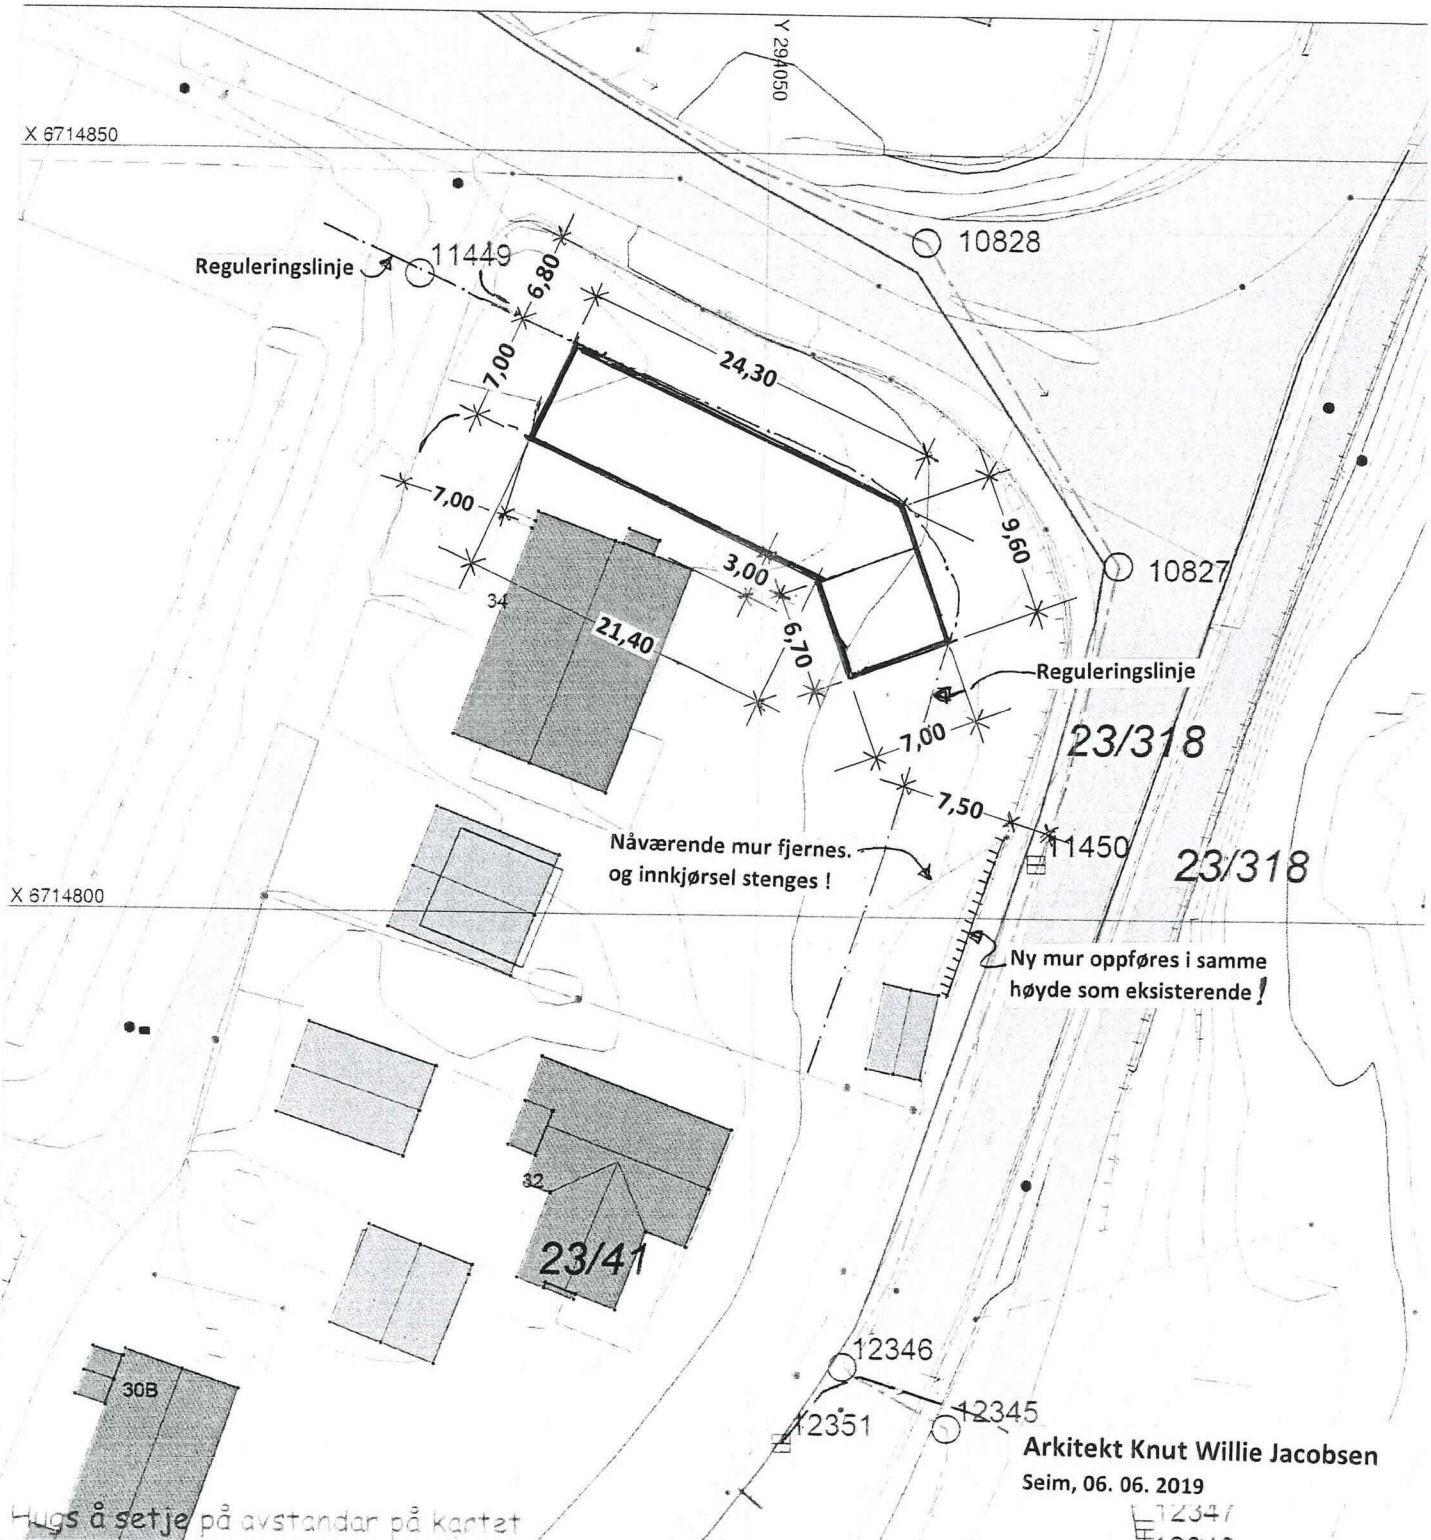 Y 294050
X 6714850
10828
11449
Reguleringslinje
6,80
7,00
24,30
7,00
9,60
3,00
10827
34
21,40
6,70
Reguleringslinje
7,00
23/318
7,50
Nåværende mur fjernes.
og innkjørsel stenges !
11450
23/318
X 6714800
Ny mur oppføres i samme
høyde som eksisterende !
32
23/41
12346
30B
12351
12345
Arkitekt Knut Willie Jacobsen
Seim, 06. 06. 2019
Hugs å setje på avstandar på kartet
12347